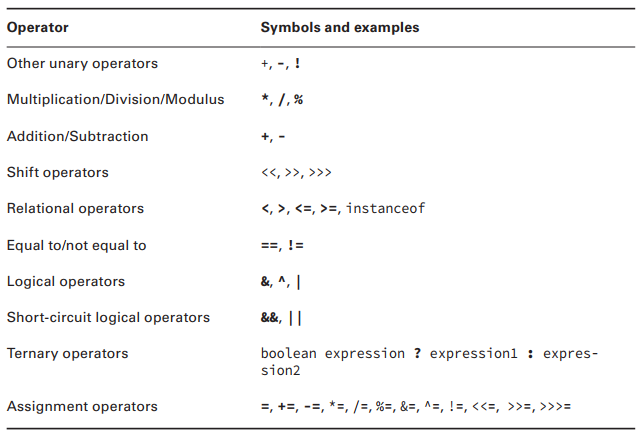 Operator Symbols and examples
Other unary operators +, -, !
Multiplication/Division/Modulus *, /, %
Addition/Subtraction +, -
Shift operators <<, >>, >>>
Relational operators <, >, <=, >=, instanceof
Equal to/not equal to ==, !=
Logical operators &, ^, |
Short-circuit logical operators &&, ||
Ternary operators boolean expression ? expression1 : expres-
sion2
Assignment operators =, +=, -=, *=, /=, %=, &=, ^=, !=, <<=, >>=, >>>=